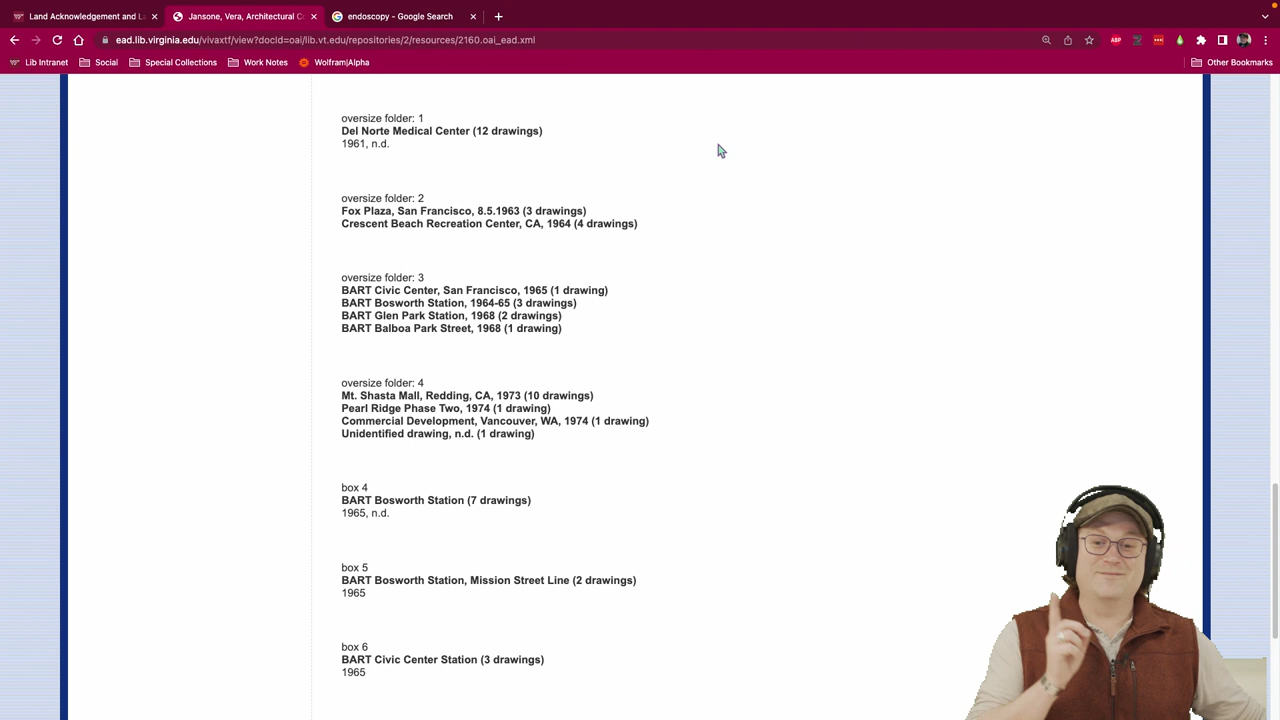 Land Acknowledgement and La
Jansone, Vera, Architectural Co
endoscopy - Google Search
ead.lib.virginia.edu/vivaxtf/view?docId=oai/lib.vt.edu/repositories/2/resources/2160.oai_ead.xml
ABP
Lib Intranet
Social
Special Collections
Work Notes
Wolfram|Alpha
Other Bookmarks
oversize folder: 1
Del Norte Medical Center (12 drawings)
1961, n.d.
oversize folder: 2
Fox Plaza, San Francisco, 8.5.1963 (3 drawings)
Crescent Beach Recreation Center, CA, 1964 (4 drawings)
oversize folder: 3
BART Civic Center, San Francisco, 1965 (1 drawing)
BART Bosworth Station, 1964-65 (3 drawings)
BART Glen Park Station, 1968 (2 drawings)
BART Balboa Park Street, 1968 (1 drawing)
oversize folder: 4
Mt. Shasta Mall, Redding, CA, 1973 (10 drawings)
Pearl Ridge Phase Two, 1974 (1 drawing)
Commercial Development, Vancouver, WA, 1974 (1 drawing)
Unidentified drawing, n.d. (1 drawing)
box 4
BART Bosworth Station (7 drawings)
1965, n.d.
box 5
BART Bosworth Station, Mission Street Line (2 drawings)
1965
box 6
BART Civic Center Station (3 drawings)
1965